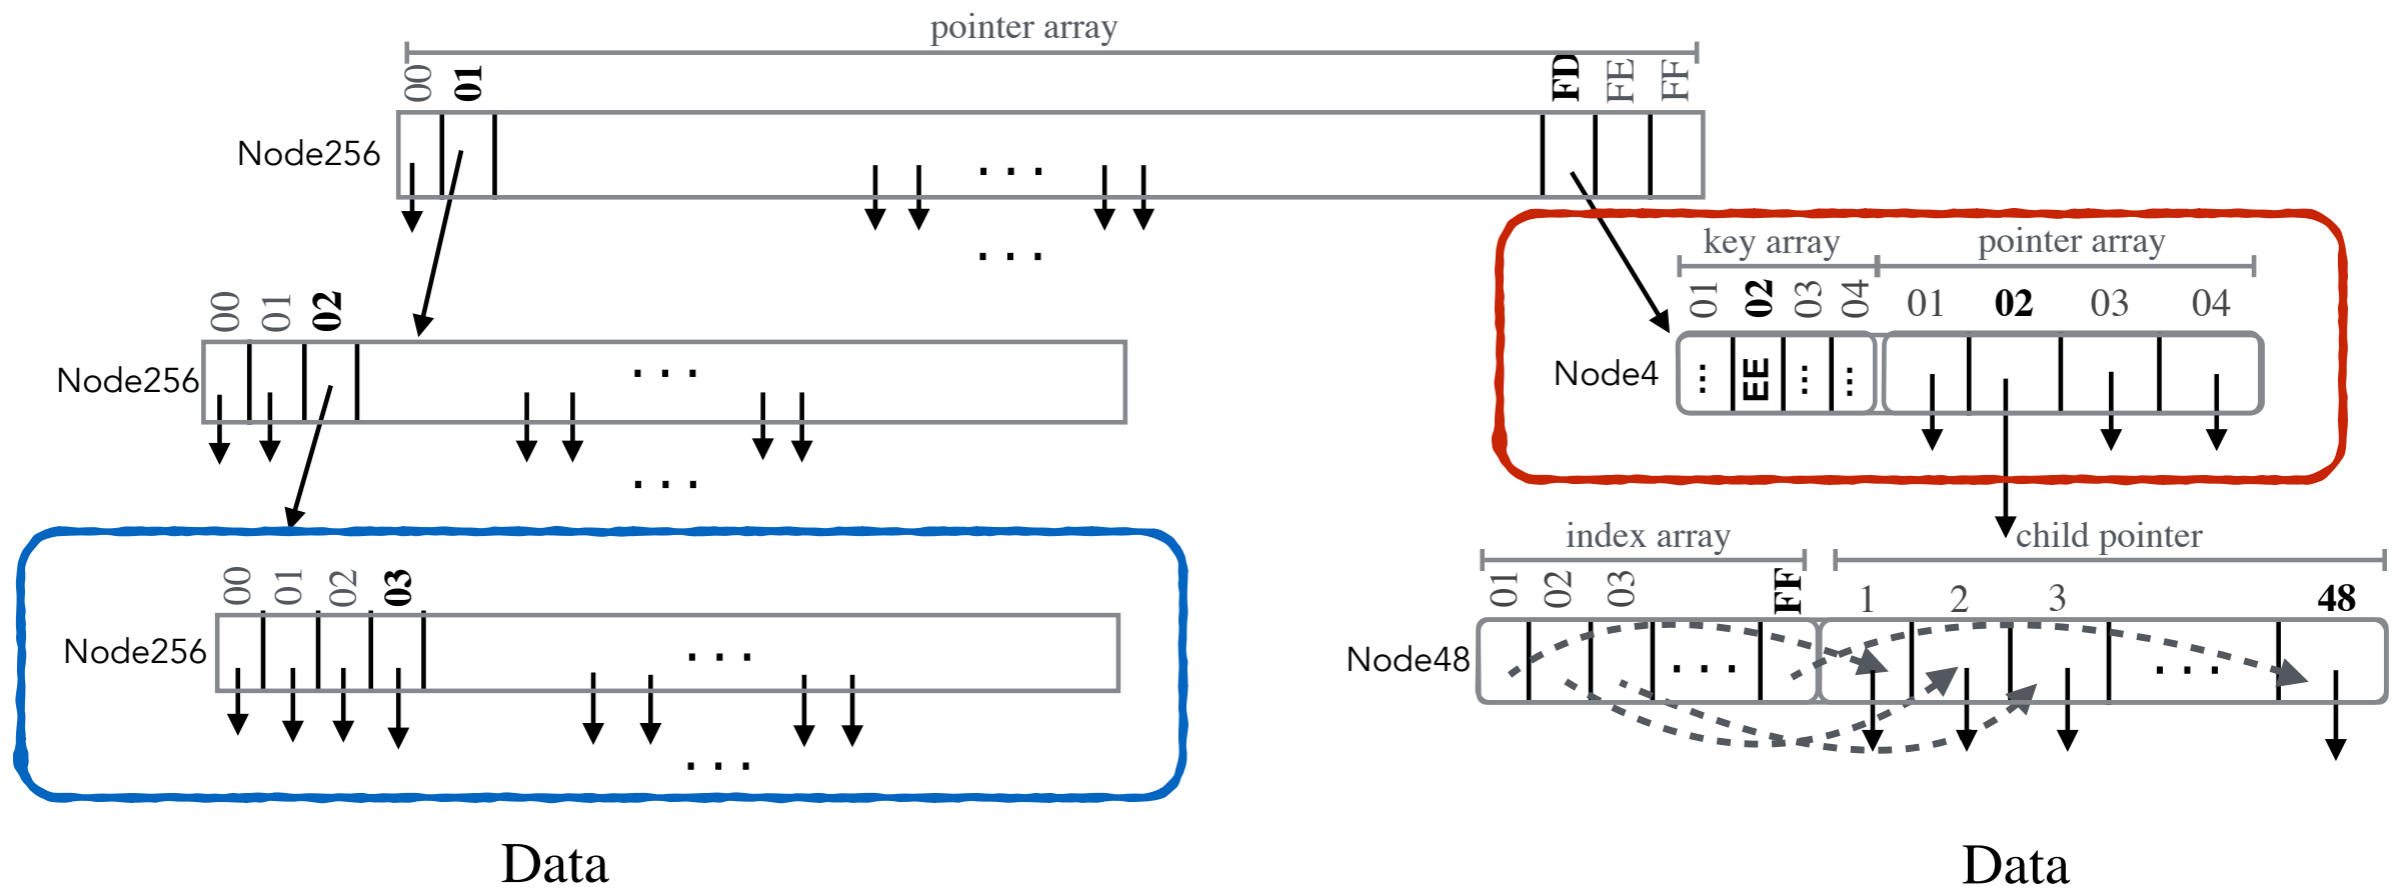 pointer array
00 01 FD FE FF
Node256
...
...
key array pointer array
01 02 03 04 01 02 03 04
Node4 ... EE ... ...
00 01 02
Node256 ...
...
index array child pointer
01 02 03 FF 1 2 3 48
Node48 ... ...
00 01 02 03
Node256 ...
...
Data Data